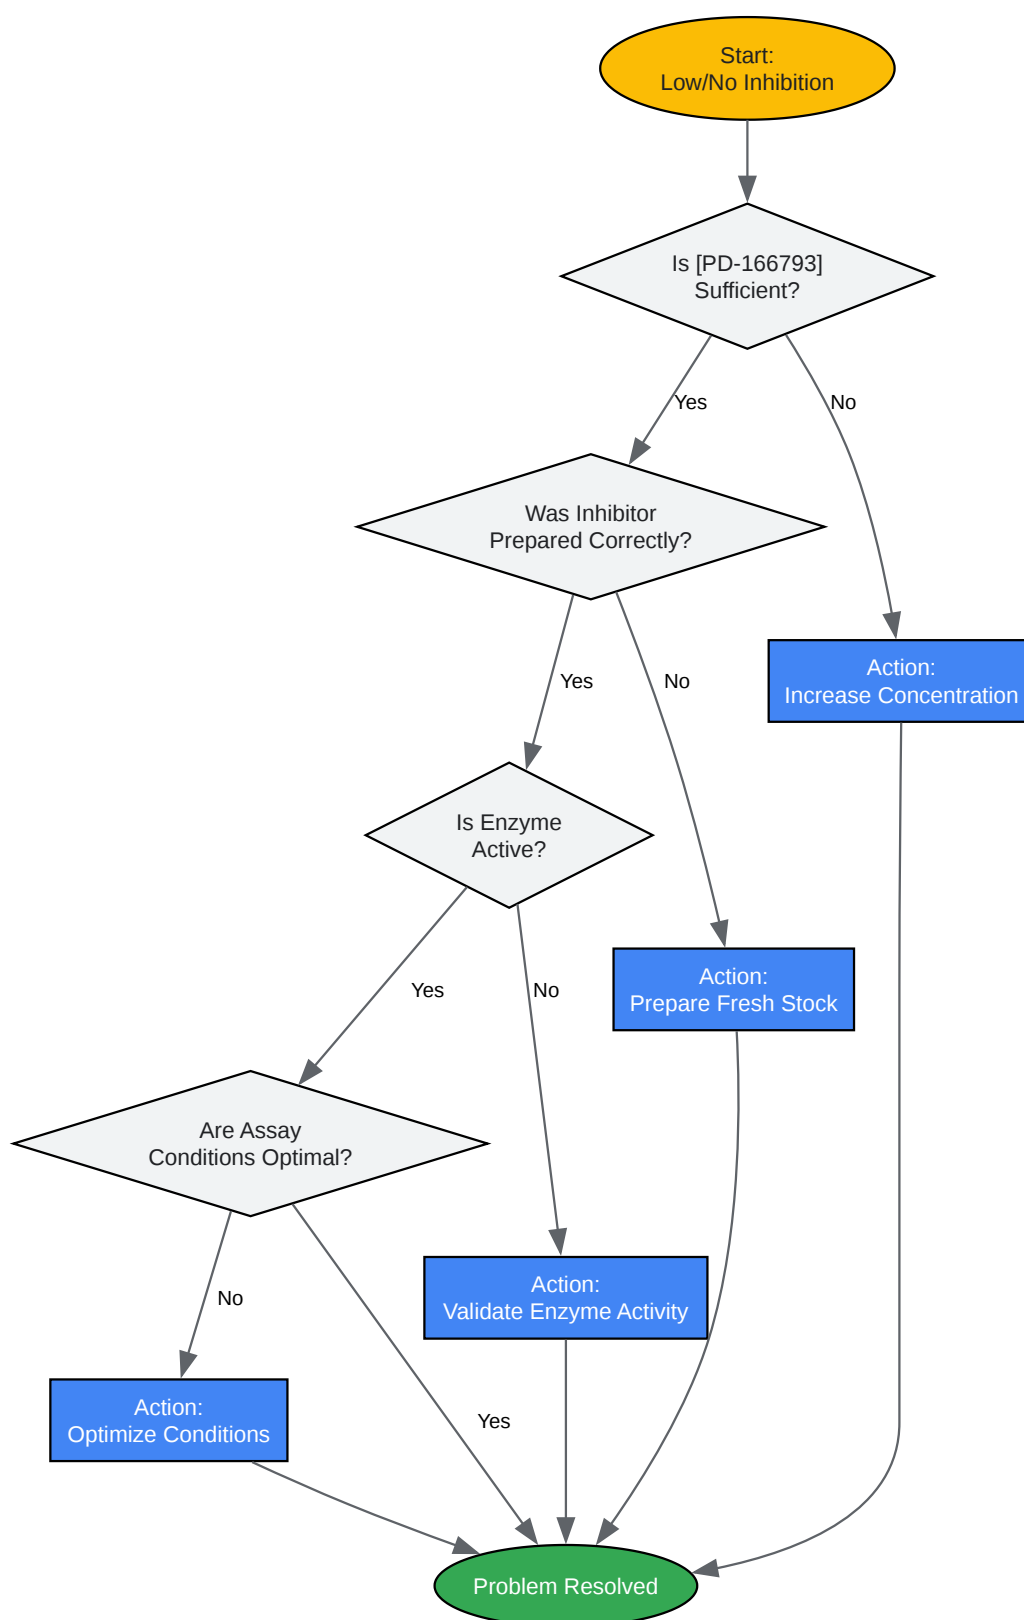 Start:
Low/No Inhibition
Is [PD-166793]
Sufficient?
Yes
No
Was Inhibitor
Prepared Correctly?
Yes
No
Action:
Increase Concentration
Is Enzyme
Active?
Yes
No
Action:
Prepare Fresh Stock
Are Assay
Conditions Optimal?
No
Yes
Action:
Validate Enzyme Activity
Action:
Optimize Conditions
Problem Resolved